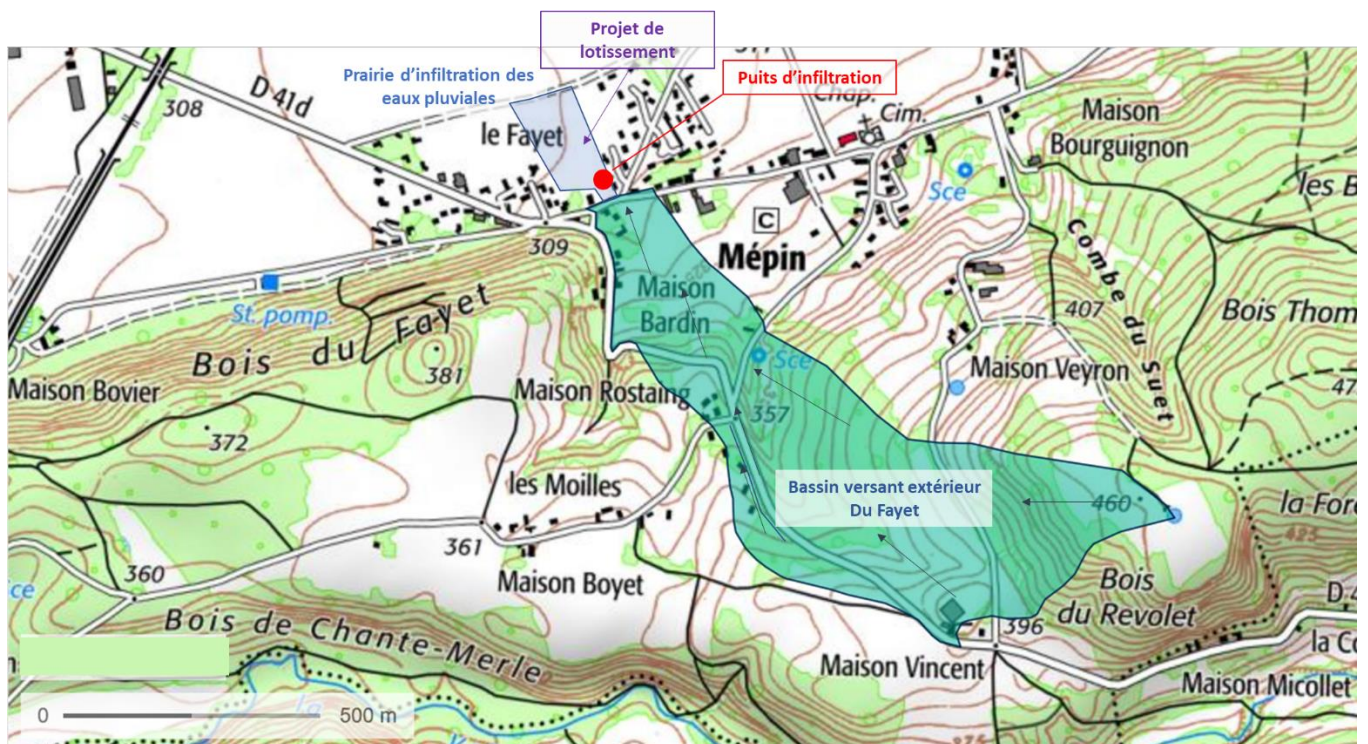 Projet de
lotissement
Prairie d'infiltration des
eaux pluviales
Puits d'infiltration
308
D 41d
le Fayet
Chap.
Cim.
Maison
Bourguignon
Sce
les B
309
C
Mépin
St. pomp.
Bois du Fayet
Maison
Bardin
Combe du Suet
407
Bois Thom
Maison Bovier
381
Maison Rostaing
Sce
357
Maison Veyron
372
les Moilles
Bassin versant extérieur
Du Fayet
460
la Fore
361
Maison Boyet
360
Bois
du Revolet
396
Bois de Chante-Merle
Maison Vincent
la Co
Maison Micollet
0
500 m